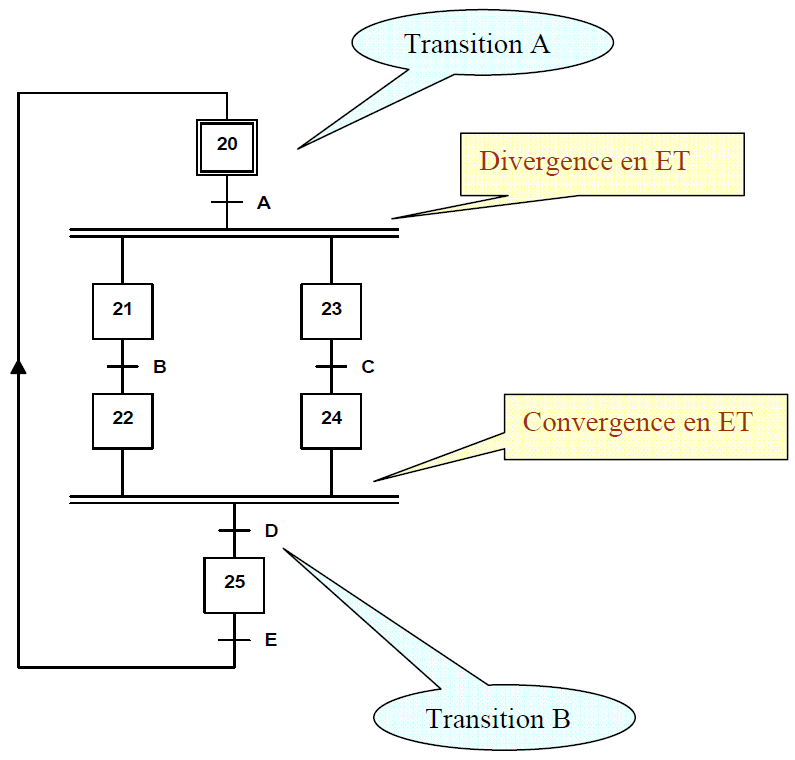 Transition A
20
A
Divergence en ET
21
23
B
C
22
24
Convergence en ET
D
25
E
Transition B